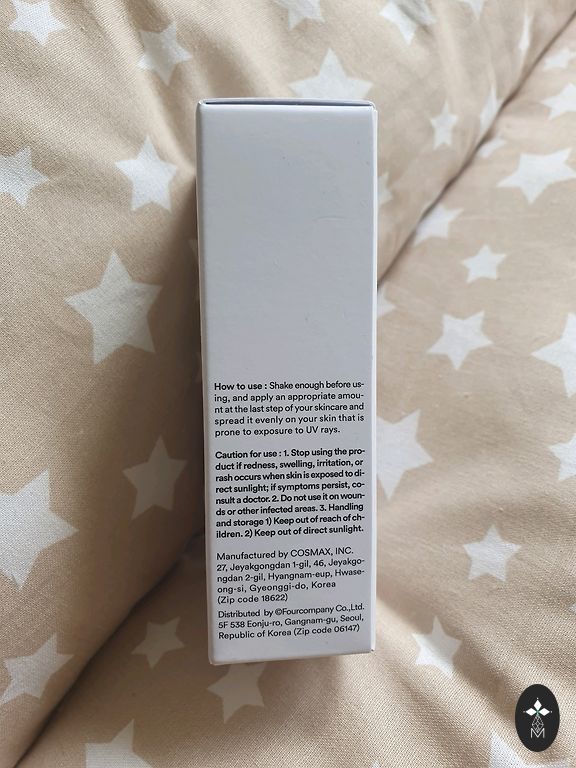 How to use : Shake enough before us-
ing, and apply an appropriate amou-
nt at the last step of your skincare and
spread it evenly on your skin that is
prone to exposure to UV rays.
Caution for use : 1. Stop using the pro-
duct if redness, swelling, irritation, or
rash occurs when skin is exposed to di-
rect sunlight; if symptoms persist, co-
nsult a doctor. 2. Do not use it on woun-
ds or other infected areas. 3. Handling
and storage 1) Keep out of reach of ch-
ildren. 2) Keep out of direct sunlight.
Manufactured by COSMAX, INC.
27, Jeyakgongdan 1-gil, 46, Jeyakgo-
ngdan 2-gil, Hyangnam-eup, Hwase-
ong-si, Gyeonggi-do, Korea
(Zip code 18622)
Distributed by ©Fourcompany Co.,Ltd.
5F 538 Eonju-ro, Gangnam-gu, Seoul,
Republic of Korea (Zip code 06147)
M